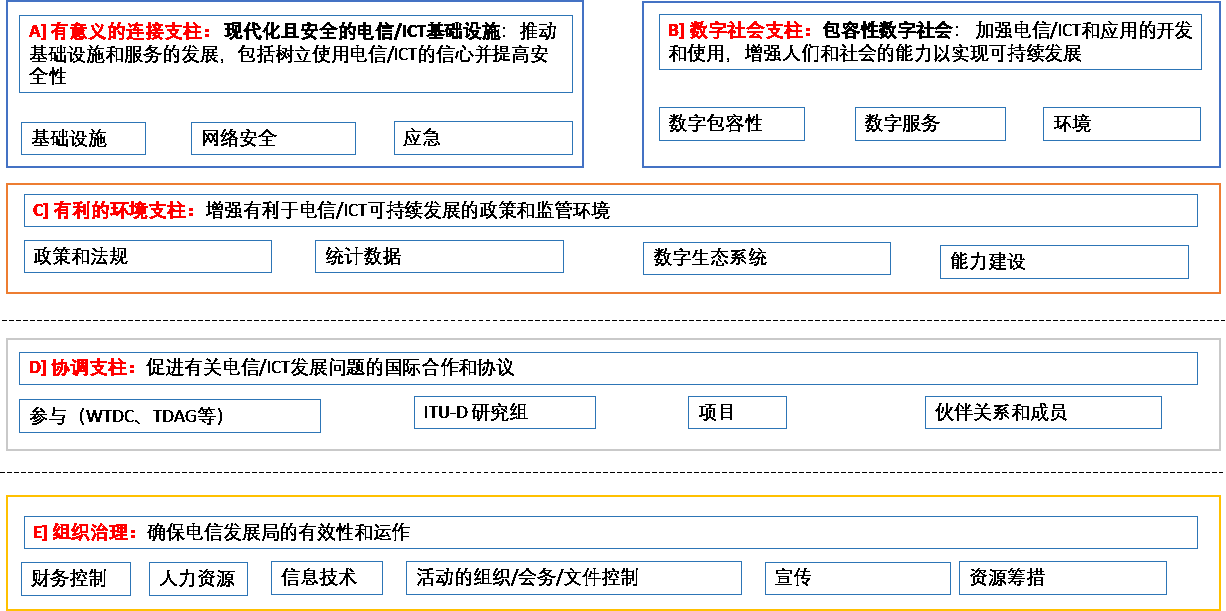 A] 有意义的连接支柱：现代化且安全的电信/ICT基础设施：推动
基础设施和服务的发展，包括树立使用电信/ICT的信心并提高安
全性
基础设施
网络安全
应急
B] 数字社会支柱：包容性数字社会： 加强电信/ICT和应用的开发
和使用，增强人们和社会的能力以实现可持续发展
数字包容性
数字服务
环境
C] 有利的环境支柱：增强有利于电信/ICT可持续发展的政策和监管环境
政策和法规
统计数据
数字生态系统
能力建设
D] 协调支柱：促进有关电信/ICT发展问题的国际合作和协议
参与（WTDC、TDAG等）
ITU-D 研究组
项目
伙伴关系和成员
E] 组织治理：确保电信发展局的有效性和运作
财务控制
人力资源
信息技术
活动的组织/会务/文件控制
宣传
资源筹措